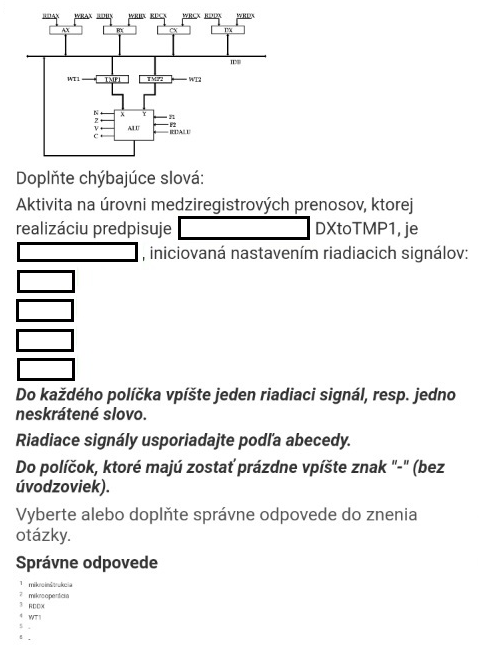 RDAX WRAX RDBX WRBX RDCX WRCX RDDX WRDX
AX BX CX DX
IDB
WT1 TMP1 TMP2 WT2
N X Y F1
Z F2
V ALU RDALU
C
Doplňte chýbajúce slová:
Aktivita na úrovni medziregistrových prenosov, ktorej
realizáciu predpisuje DXtoTMP1, je
, iniciovaná nastavením riadiacich signálov:
Do každého políčka vpíšte jeden riadiaci signál, resp. jedno
neskrátené slovo.
Riadiace signály usporiadajte podľa abecedy.
Do políčok, ktoré majú zostať prázdne vpíšte znak "-" (bez
úvodzoviek).
Vyberte alebo doplňte správne odpovede do znenia
otázky.
Správne odpovede
1 mikroinštrukcia
2 mikrooperácia
3 RDDX
4 WT1
5 -
6 -